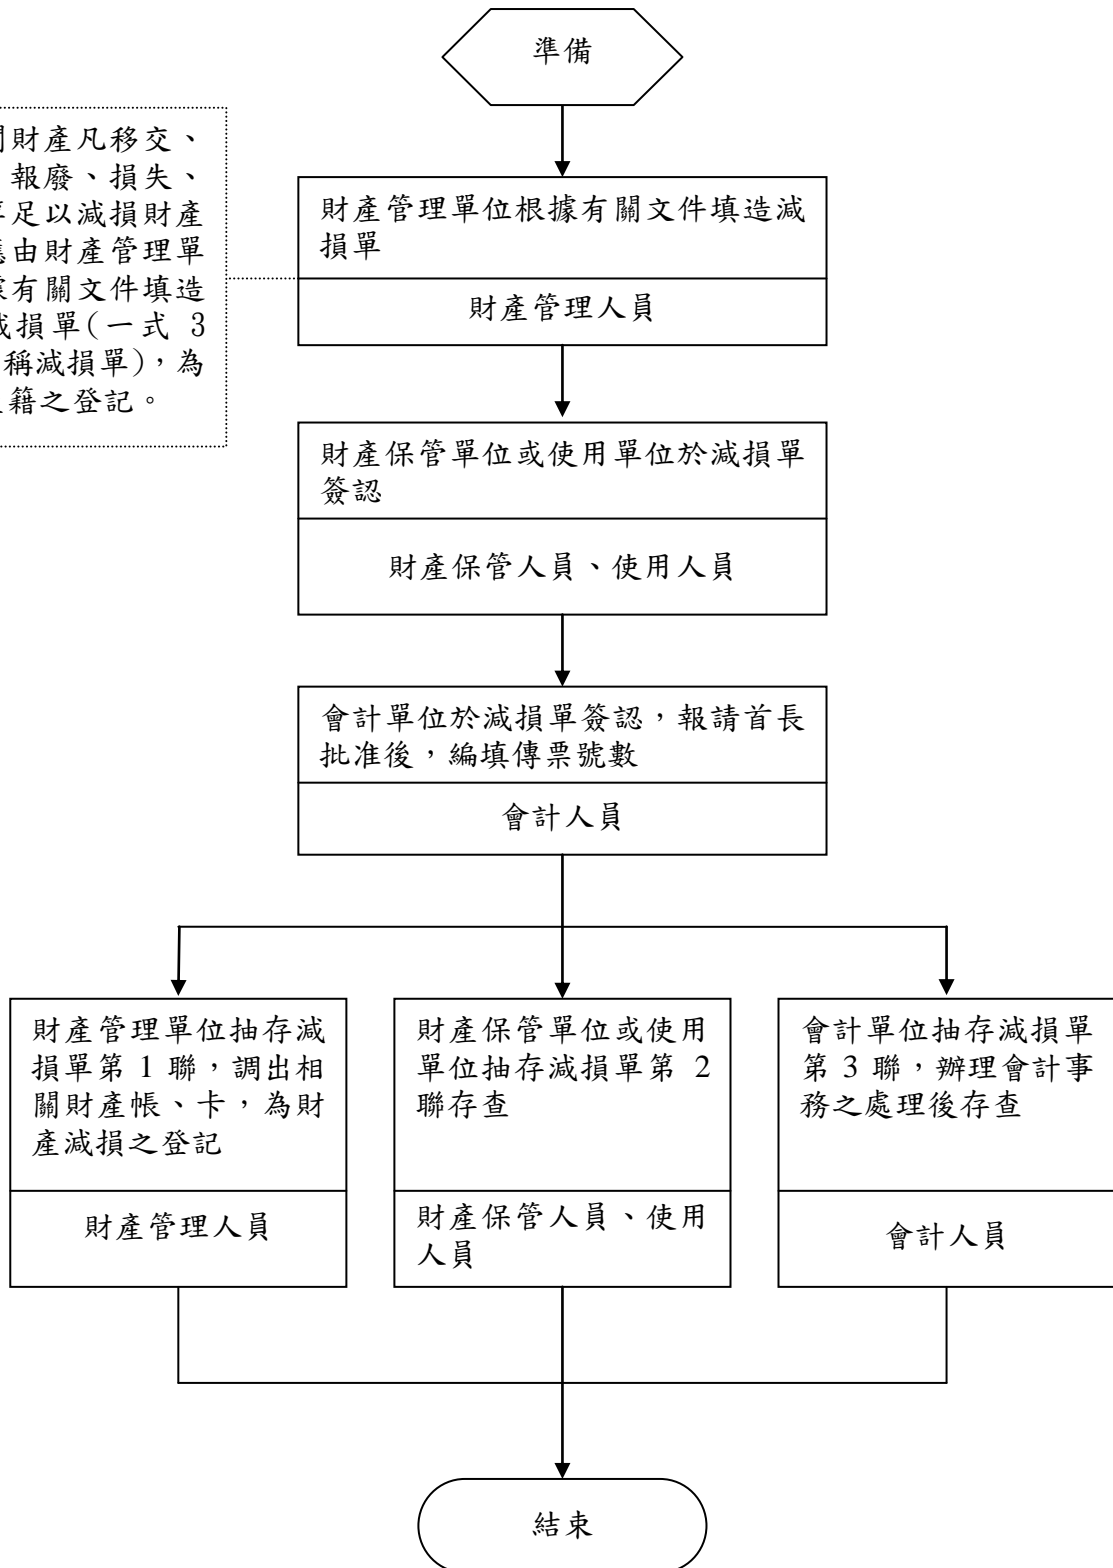 準備
財產凡移交、
報廢、損失、
足以減損財產
由財產管理單
有關文件填造
減損單(一式 3
稱減損單),為
籍之登記。
財產管理單位根據有關文件填造減
損單
財產管理人員
財產保管單位或使用單位於減損單
簽認
財產保管人員、使用人員
會計單位於減損單簽認,報請首長
批准後,編填傳票號數
會計人員
財產管理單位抽存減
損單第 1 聯,調出相
關財產帳、卡,為財
產減損之登記
財產管理人員
財產保管單位或使用
單位抽存減損單第 2
聯存查
財產保管人員、使用
人員
會計單位抽存減損單
第 3 聯,辦理會計事
務之處理後存查
會計人員
結束